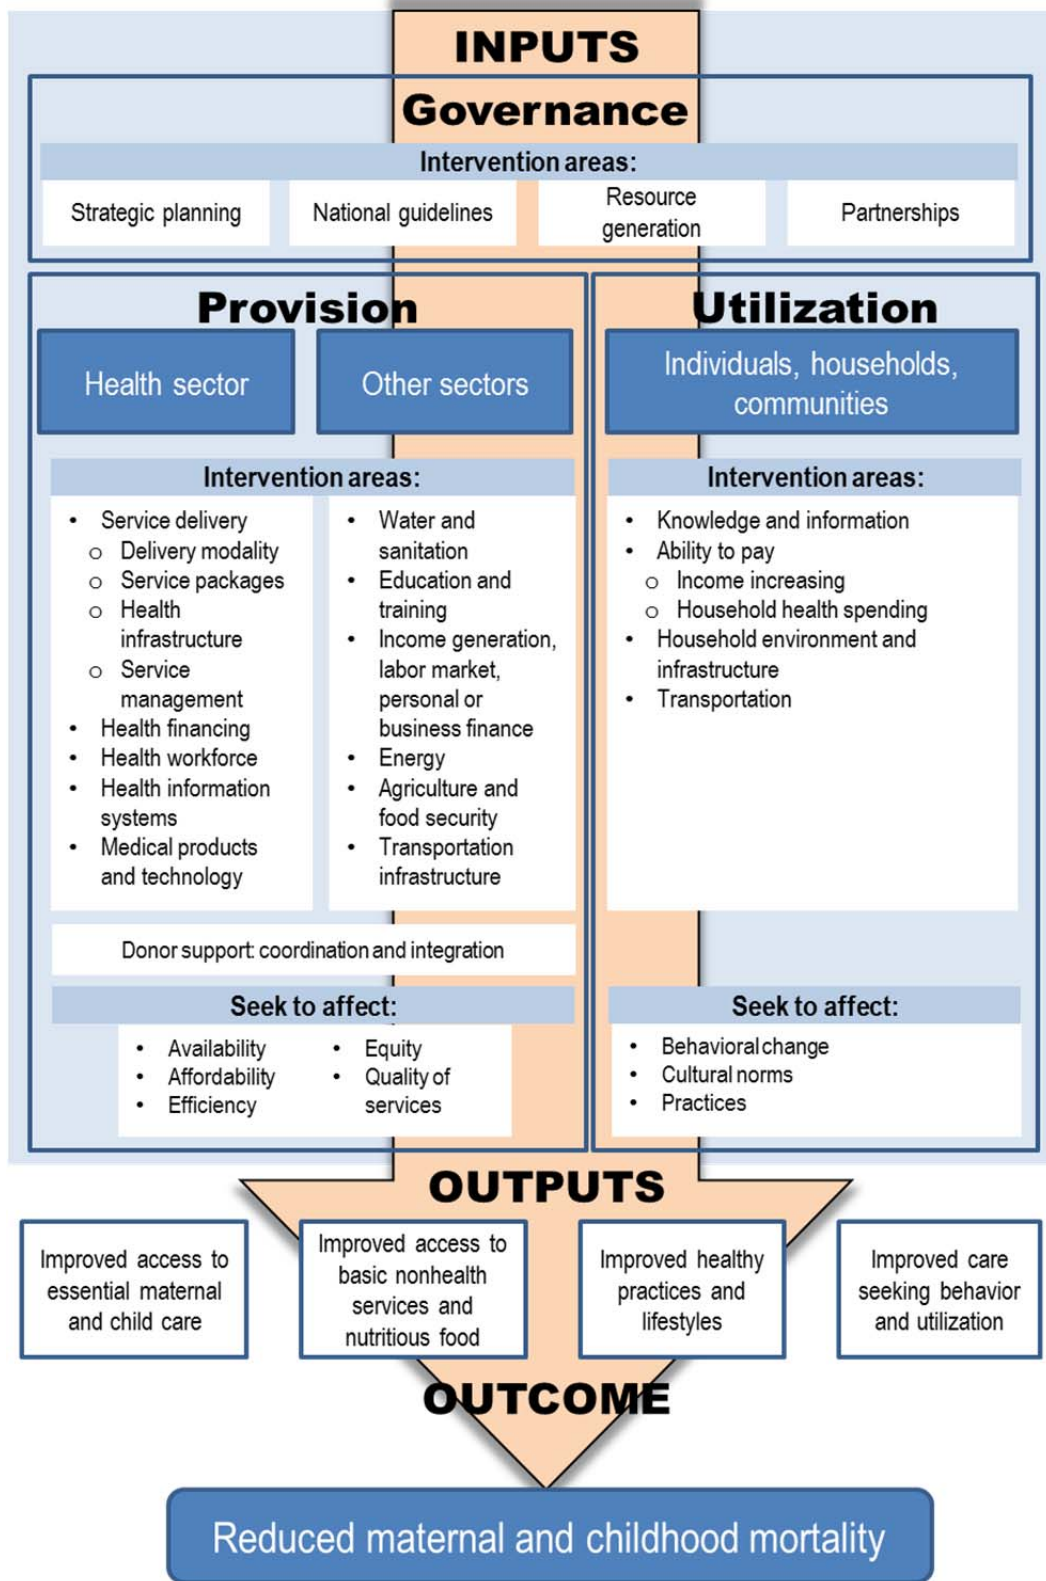 INPUTS
Governance
Intervention areas:
Strategic planning
National guidelines
Resource
generation
Partnerships
Provision
Health sector
Other sectors
Intervention areas:
• Service delivery
o Delivery modality
o Service packages
o Health
infrastructure
o Service
management
• Health financing
• Health workforce
• Health information
systems
• Medical products
and technology
• Water and
sanitation
• Education and
training
• Income generation,
labor market,
personal or
business finance
• Energy
• Agriculture and
food security
• Transportation
infrastructure
Donor support: coordination and integration
Seek to affect:
• Availability
• Affordability
• Efficiency
• Equity
• Quality of
services
Utilization
Individuals, households,
communities
Intervention areas:
• Knowledge and information
• Ability to pay
o Income increasing
o Household health spending
• Household environment and
infrastructure
• Transportation
Seek to affect:
• Behavioral change
• Cultural norms
• Practices
OUTPUTS
Improved access to
essential maternal
and child care
Improved access to
basic nonhealth
services and
nutritious food
Improved healthy
practices and
lifestyles
Improved care
seeking behavior
and utilization
OUTCOME
Reduced maternal and childhood mortality